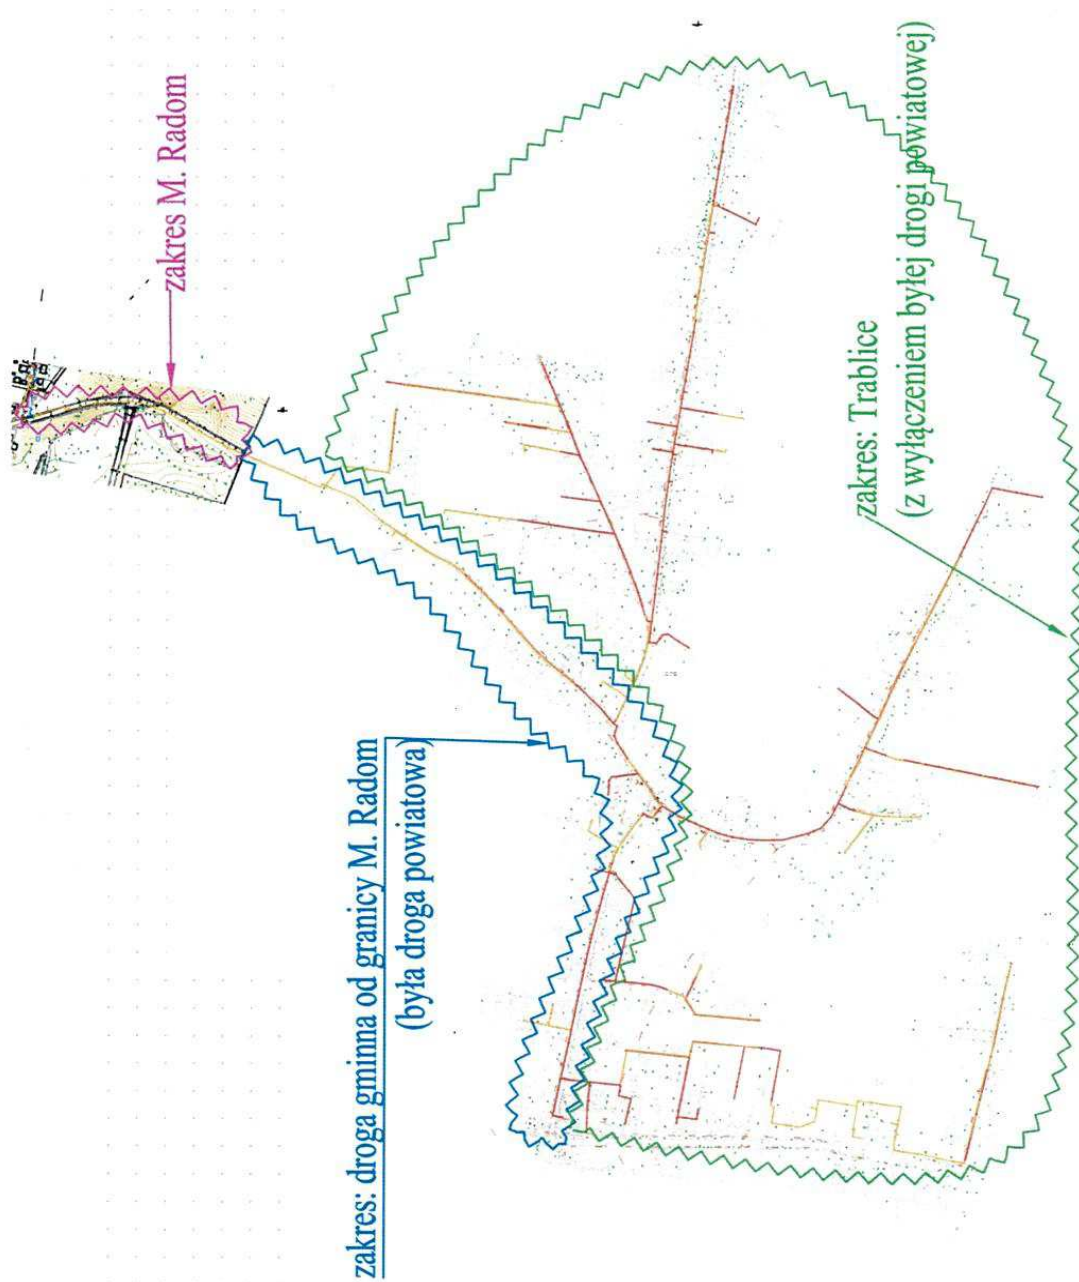 zakres M. Radom
zakres: droga gminna od granicy M. Radom
(była droga powiatowa)
zakres: Trablice
(z wyłączeniem byłej drogi powiatowej)